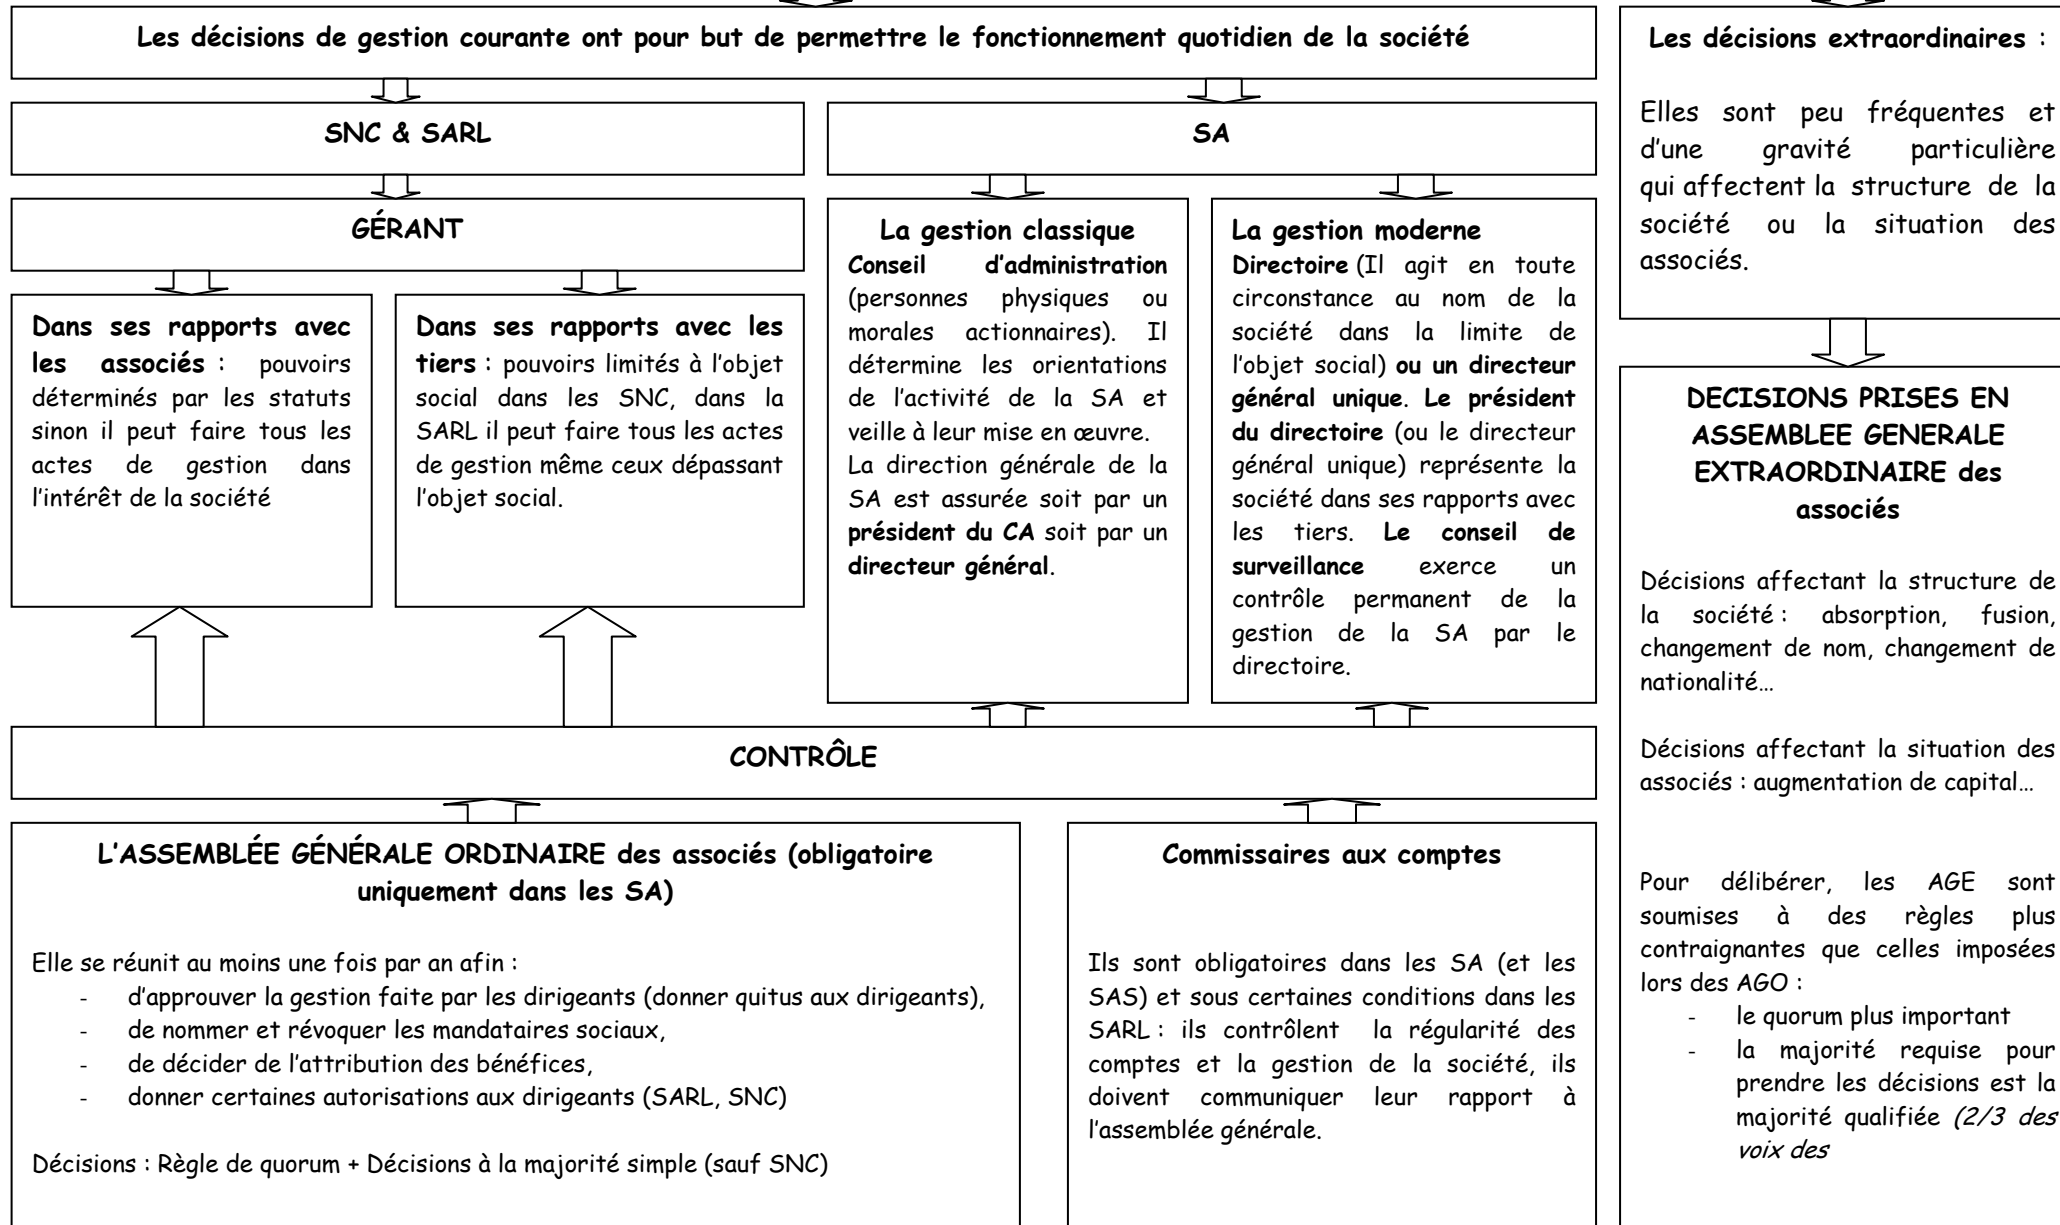 Les décisions de gestion courante ont pour but de permettre le fonctionnement quotidien de la société
SNC & SARL
SA
GÉRANT
Dans ses rapports avec
les associés : pouvoirs
déterminés par les statuts
sinon il peut faire tous les
actes de gestion dans
l'intérêt de la société
Dans ses rapports avec les
tiers : pouvoirs limités à l'objet
social dans les SNC, dans la
SARL il peut faire tous les actes
de gestion même ceux dépassant
l'objet social.
La gestion classique
Conseil d'administration
(personnes physiques ou
morales actionnaires). Il
détermine les orientations
de l'activité de la SA et
veille à leur mise en œuvre.
La direction générale de la
SA est assurée soit par un
président du CA soit par un
directeur général.
La gestion moderne
Directoire (Il agit en toute
circonstance au nom de la
société dans la limite de
l'objet social) ou un directeur
général unique. Le président
du directoire (ou le directeur
général unique) représente la
société dans ses rapports avec
les tiers. Le conseil de
surveillance exerce un
contrôle permanent de la
gestion de la SA par le
directoire.
CONTRÔLE
L'ASSEMBLÉE GÉNÉRALE ORDINAIRE des associés (obligatoire
uniquement dans les SA)
Elle se réunit au moins une fois par an afin :
- d'approuver la gestion faite par les dirigeants (donner quitus aux dirigeants),
- de nommer et révoquer les mandataires sociaux,
- de décider de l'attribution des bénéfices,
- donner certaines autorisations aux dirigeants (SARL, SNC)
Décisions : Règle de quorum + Décisions à la majorité simple (sauf SNC)
Commissaires aux comptes
Ils sont obligatoires dans les SA (et les
SAS) et sous certaines conditions dans les
SARL : ils contrôlent la régularité des
comptes et la gestion de la société, ils
doivent communiquer leur rapport à
l'assemblée générale.
Les décisions extraordinaires :
Elles sont peu fréquentes et
d'une gravité particulière
qui affectent la structure de la
société ou la situation des
associés.
DECISIONS PRISES EN
ASSEMBLEE GENERALE
EXTRAORDINAIRE des
associés
Décisions affectant la structure de
la société : absorption, fusion,
changement de nom, changement de
nationalité…
Décisions affectant la situation des
associés : augmentation de capital…
Pour délibérer, les AGE sont
soumises à des règles plus
contraignantes que celles imposées
lors des AGO :
- le quorum plus important
- la majorité requise pour
prendre les décisions est la
majorité qualifiée (2/3 des
voix des